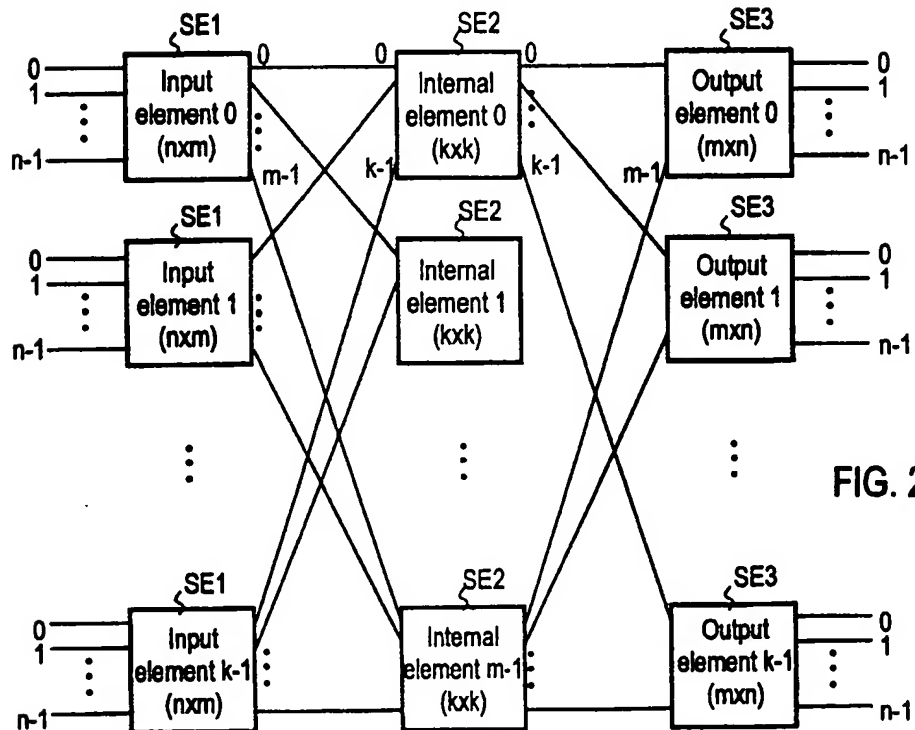 SE1
SE2
SE3
0
Input
element 0
(nxm)
0
0
Internal
element 0
(kxk)
0
Output
element 0
(mxn)
0
1
1
n-1
m-1
k-1
k-1
m-1
n-1
SE1
SE2
SE3
0
Input
element 1
(nxm)
Internal
element 1
(kxk)
Output
element 1
(mxn)
0
1
1
n-1
n-1
FIG. 2
SE1
SE2
SE3
0
Input
element k-1
(nxm)
Internal
element m-1
(kxk)
Output
element k-1
(mxn)
0
1
1
n-1
n-1